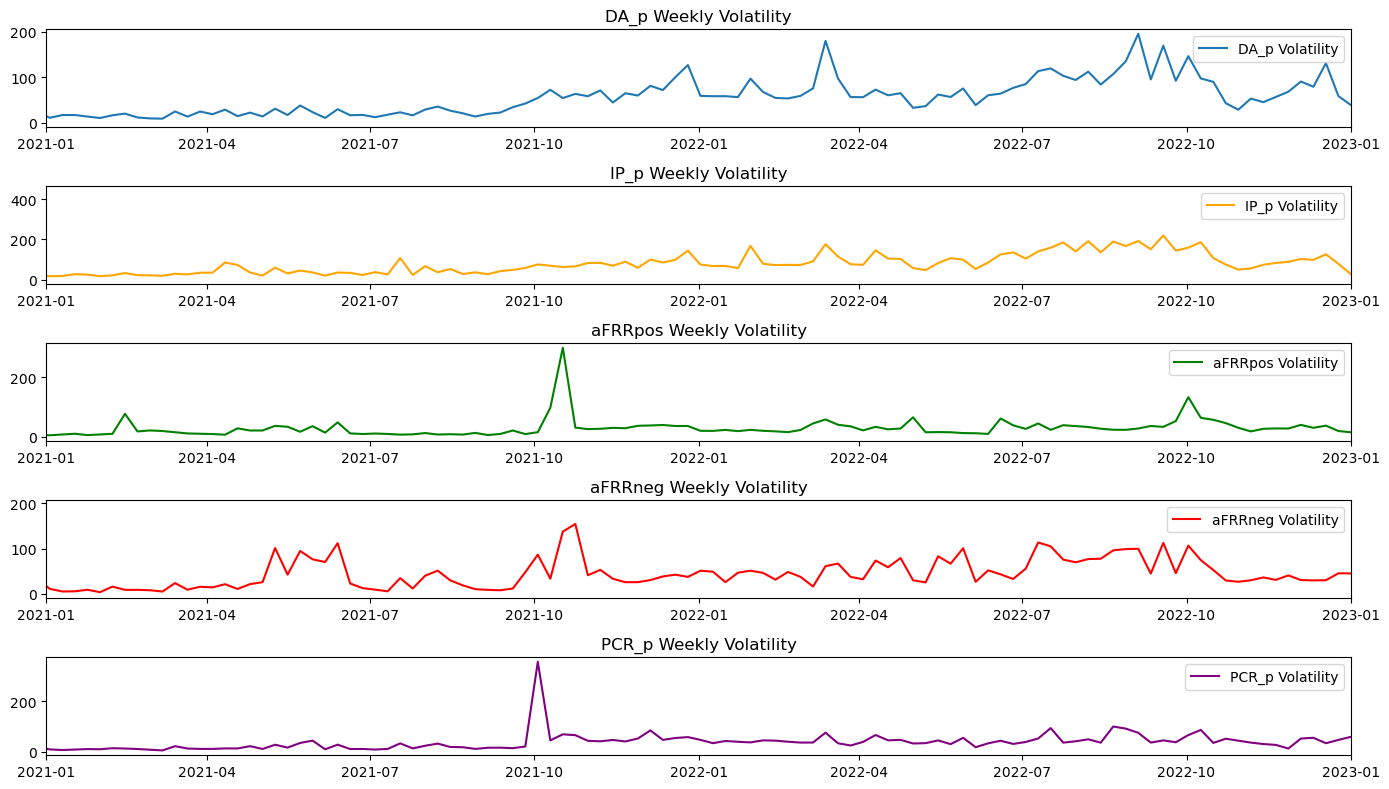 DA_p Weekly Volatility
200
DA_p Volatility
100
0
2021-01 2021-04 2021-07 2021-10 2022-01 2022-04 2022-07 2022-10 2023-01
IP_p Weekly Volatility
400
IP_p Volatility
200
0
2021-01 2021-04 2021-07 2021-10 2022-01 2022-04 2022-07 2022-10 2023-01
aFRRpos Weekly Volatility
aFRRpos Volatility
200
0
2021-01 2021-04 2021-07 2021-10 2022-01 2022-04 2022-07 2022-10 2023-01
aFRRneg Weekly Volatility
200
aFRRneg Volatility
100
0
2021-01 2021-04 2021-07 2021-10 2022-01 2022-04 2022-07 2022-10 2023-01
PCR_p Weekly Volatility
PCR_p Volatility
200
0
2021-01 2021-04 2021-07 2021-10 2022-01 2022-04 2022-07 2022-10 2023-01